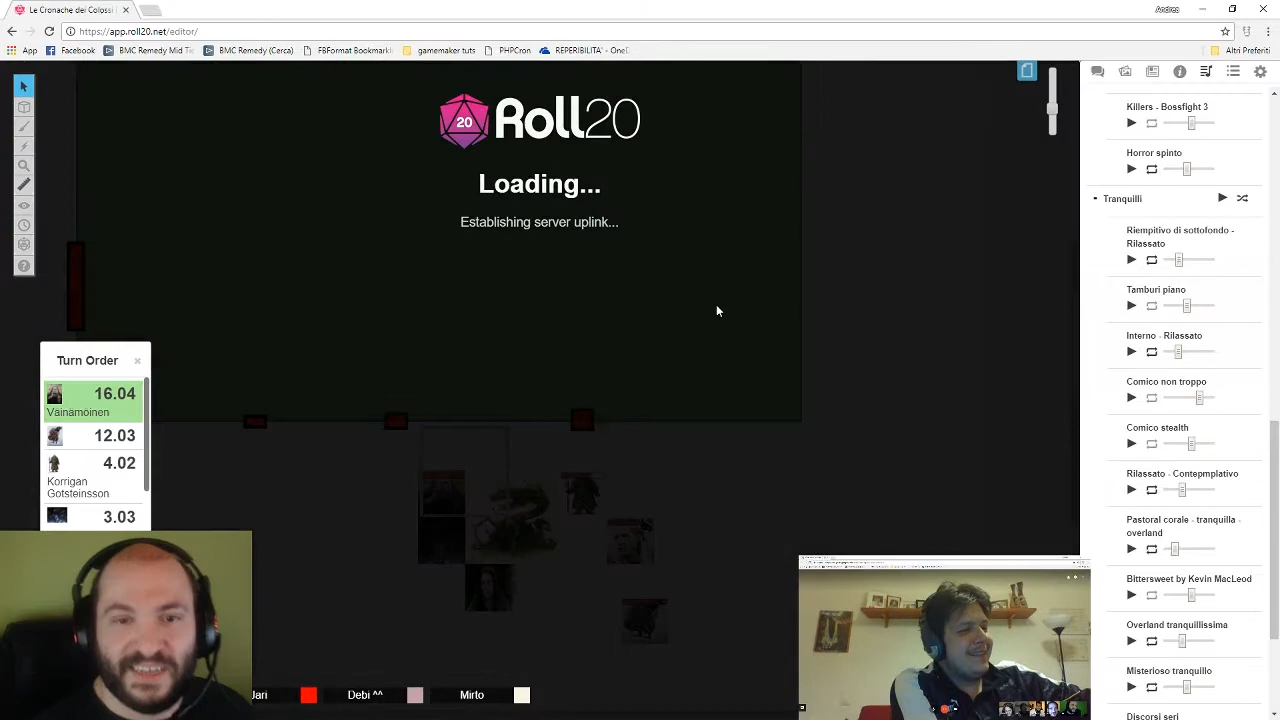 Le Cronache dei Colossi
Andrea
https://app.roll20.net/editor/
App
Facebook
BMC Remedy Mid Ti
BMC Remedy (Cerca)
FBFormat Bookmarkl
gamemaker tuts
PHPCron
REPERIBILITA' - OneD
Altri Preferiti
20
Roll20
Loading...
Establishing server uplink...
Turn Order
16.04
Vainamoinen
12.03
4.02
Korrigan
Gotsteinsson
3.03
Jari
Debi ^^
Mirto
Killers - Bossfight 3
Horror spinto
Tranquilli
Riempitivo di sottofondo -
Rilassato
Tamburi piano
Interno - Rilassato
Comico non troppo
Comico stealth
Rilassato - Contepmplativo
Pastoral corale - tranquilla -
overland
Bittersweet by Kevin MacLeod
Overland tranquillissima
Misterioso tranquillo
Discorsi seri